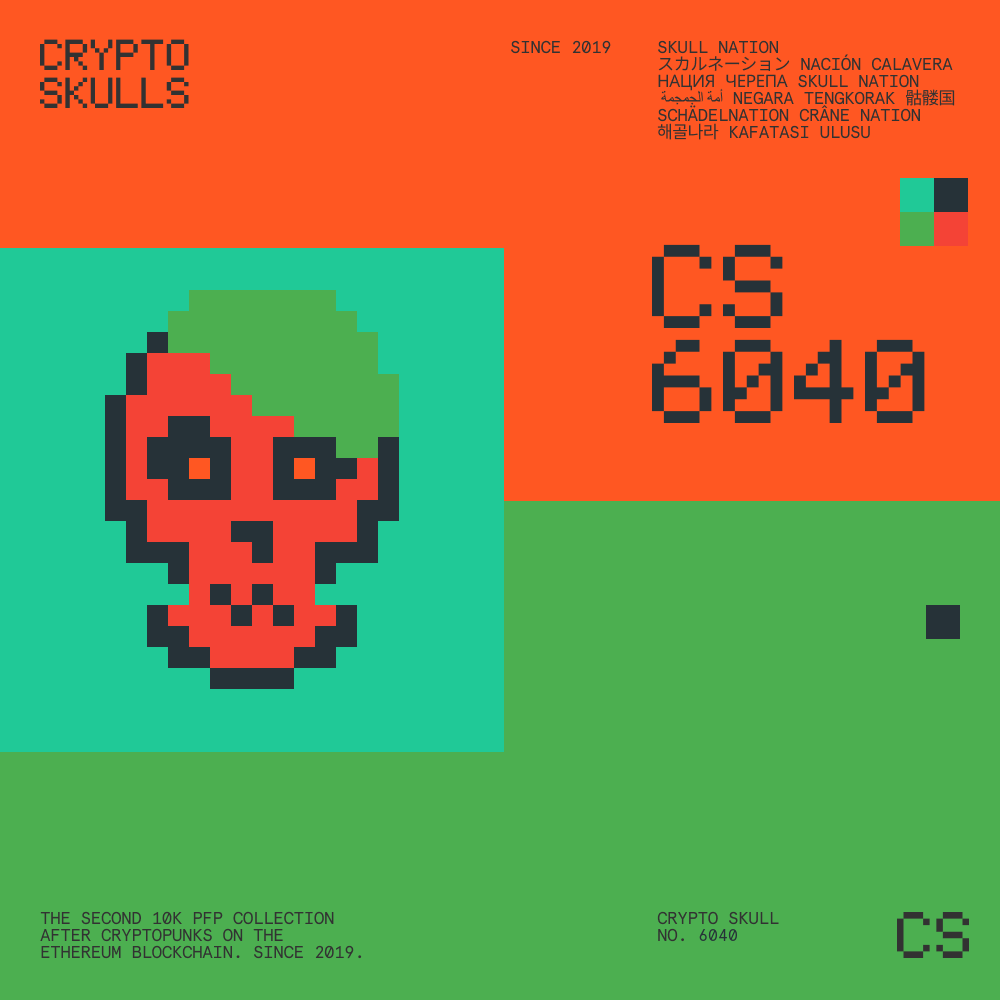 CRYPTO
SKULLS
SINCE 2019
SKULL NATION
スカルネーション NACIÓN CALAVERA
НАЦИЯ ЧЕРЕПА SKULL NATION
أمة الجمجمة NEGARA TENGKORAK 骷髅国
SCHÄDELNATION CRÂNE NATION
해골나라 KAFATASI ULUSU
CS
6040
THE SECOND 10K PFP COLLECTION
AFTER CRYPTOPUNKS ON THE
ETHEREUM BLOCKCHAIN. SINCE 2019.
CRYPTO SKULL
NO. 6040
CS